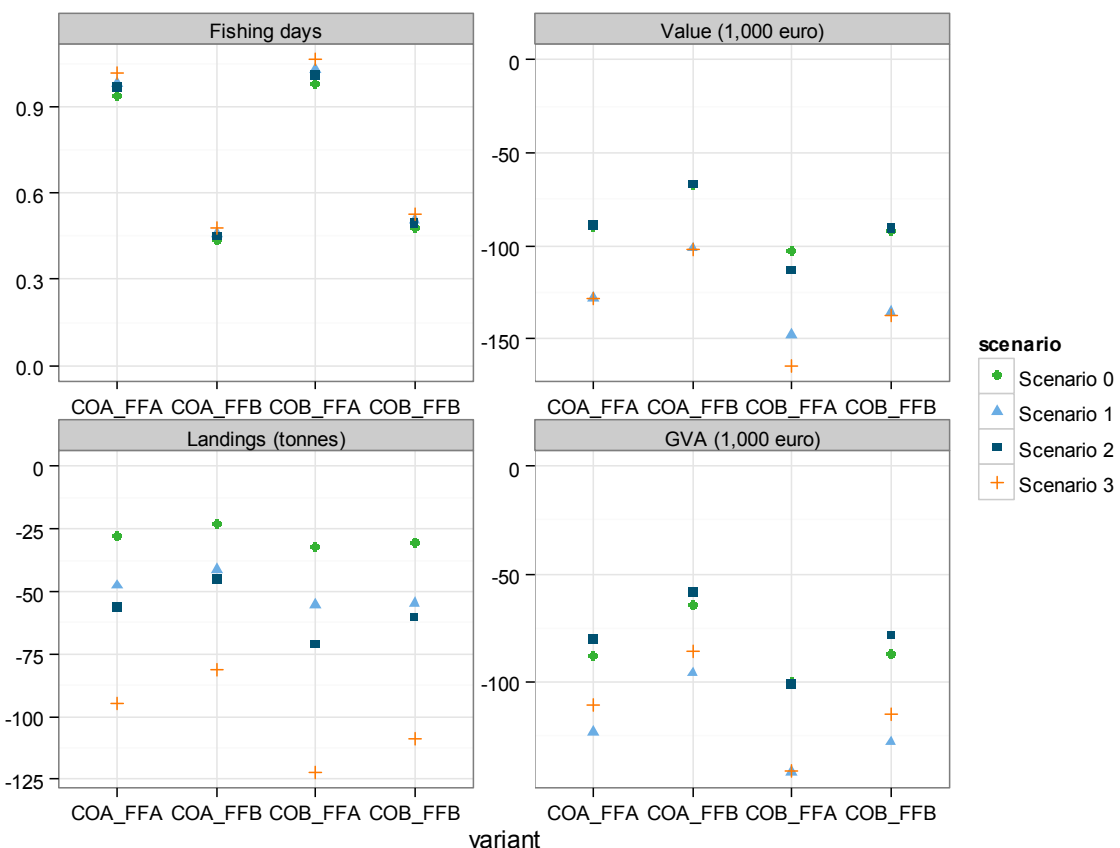 Fishing days
Value (1,000 euro)
0.9
0.6
0.3
0.0
0
-50
-100
-150
COA_FFA COA_FFB COB_FFA COB_FFB
COA_FFA COA_FFB COB_FFA COB_FFB
Landings (tonnes)
GVA (1,000 euro)
0
-25
-50
-75
-100
-125
0
-50
-100
COA_FFA COA_FFB COB_FFA COB_FFB
COA_FFA COA_FFB COB_FFA COB_FFB
variant
scenario
Scenario 0
Scenario 1
Scenario 2
Scenario 3